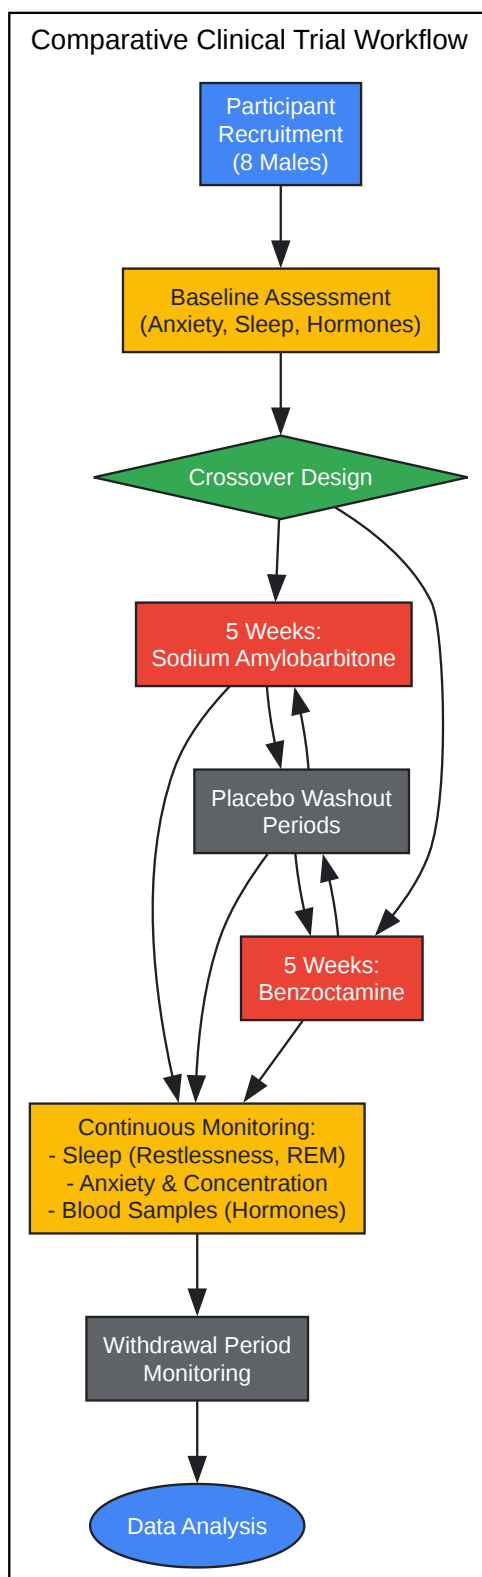 Comparative Clinical Trial Workflow
Participant
Recruitment
(8 Males)
Baseline Assessment
(Anxiety, Sleep, Hormones)
Crossover Design
5 Weeks:
Sodium Amylobarbitone
Placebo Washout
Periods
5 Weeks:
Benzoctamine
Continuous Monitoring:
- Sleep (Restlessness, REM)
- Anxiety & Concentration
- Blood Samples (Hormones)
Withdrawal Period
Monitoring
Data Analysis